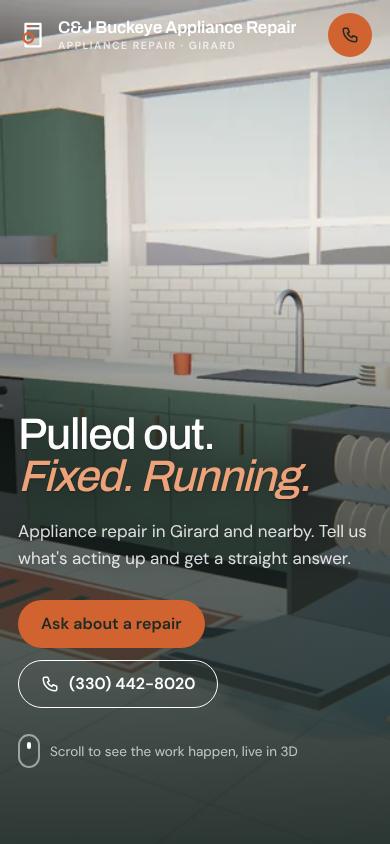 C&J Buckeye Appliance Repair
APPLIANCE REPAIR · GIRARD
Pulled out.
Fixed. Running.
Appliance repair in Girard and nearby. Tell us
what's acting up and get a straight answer.
Ask about a repair
(330) 442-8020
Scroll to see the work happen, live in 3D